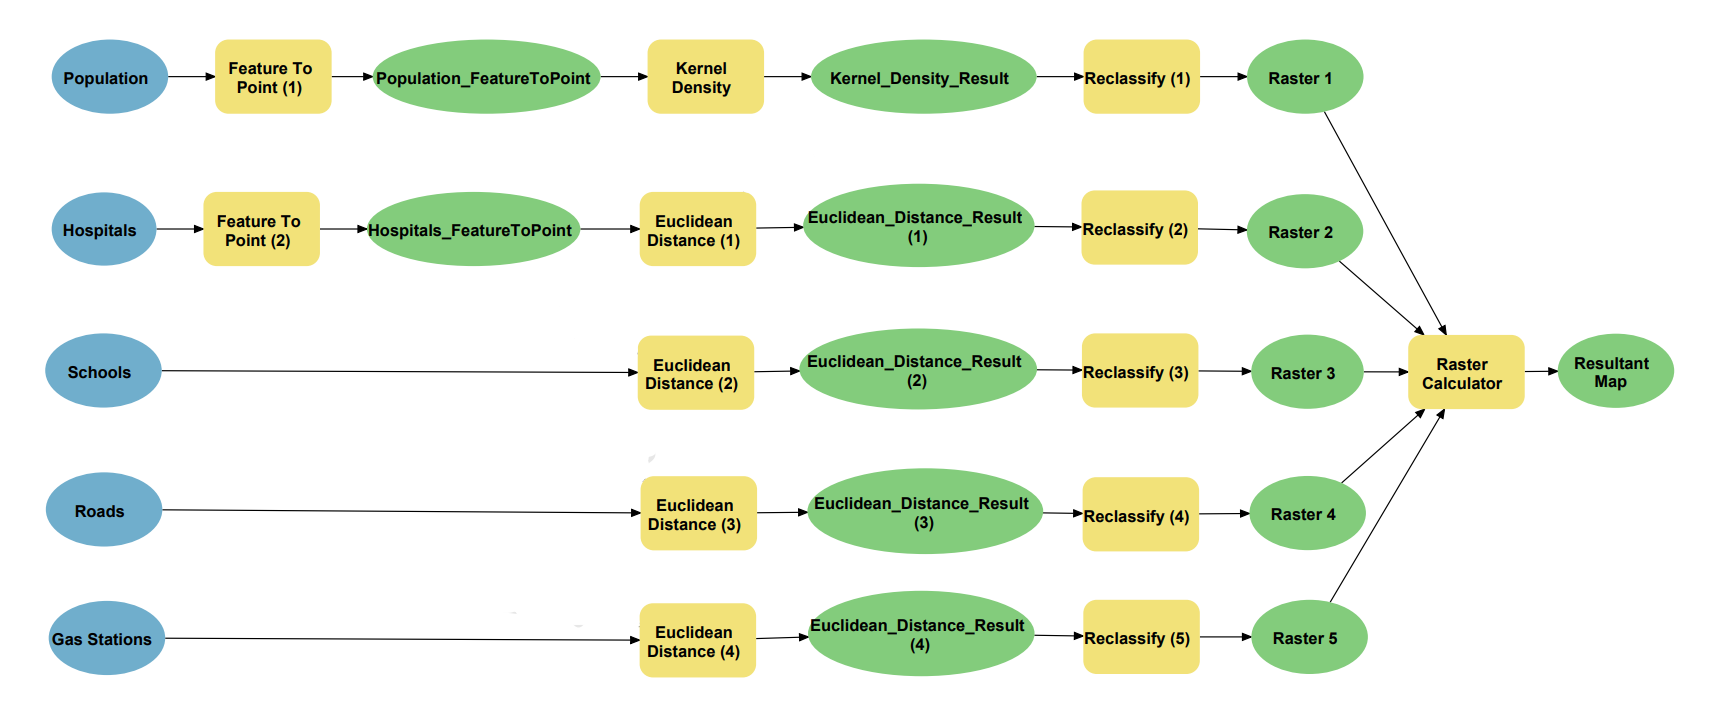 Population
Feature To
Point (1)
Population_FeatureToPoint
Kernel
Density
Kernel_Density_Result
Reclassify (1)
Raster 1
Hospitals
Feature To
Point (2)
Hospitals_FeatureToPoint
Euclidean
Distance (1)
Euclidean_Distance_Result
(1)
Reclassify (2)
Raster 2
Schools
Euclidean
Distance (2)
Euclidean_Distance_Result
(2)
Reclassify (3)
Raster 3
Raster
Calculator
Resultant
Map
Roads
Euclidean
Distance (3)
Euclidean_Distance_Result
(3)
Reclassify (4)
Raster 4
Gas Stations
Euclidean
Distance (4)
Euclidean_Distance_Result
(4)
Reclassify (5)
Raster 5